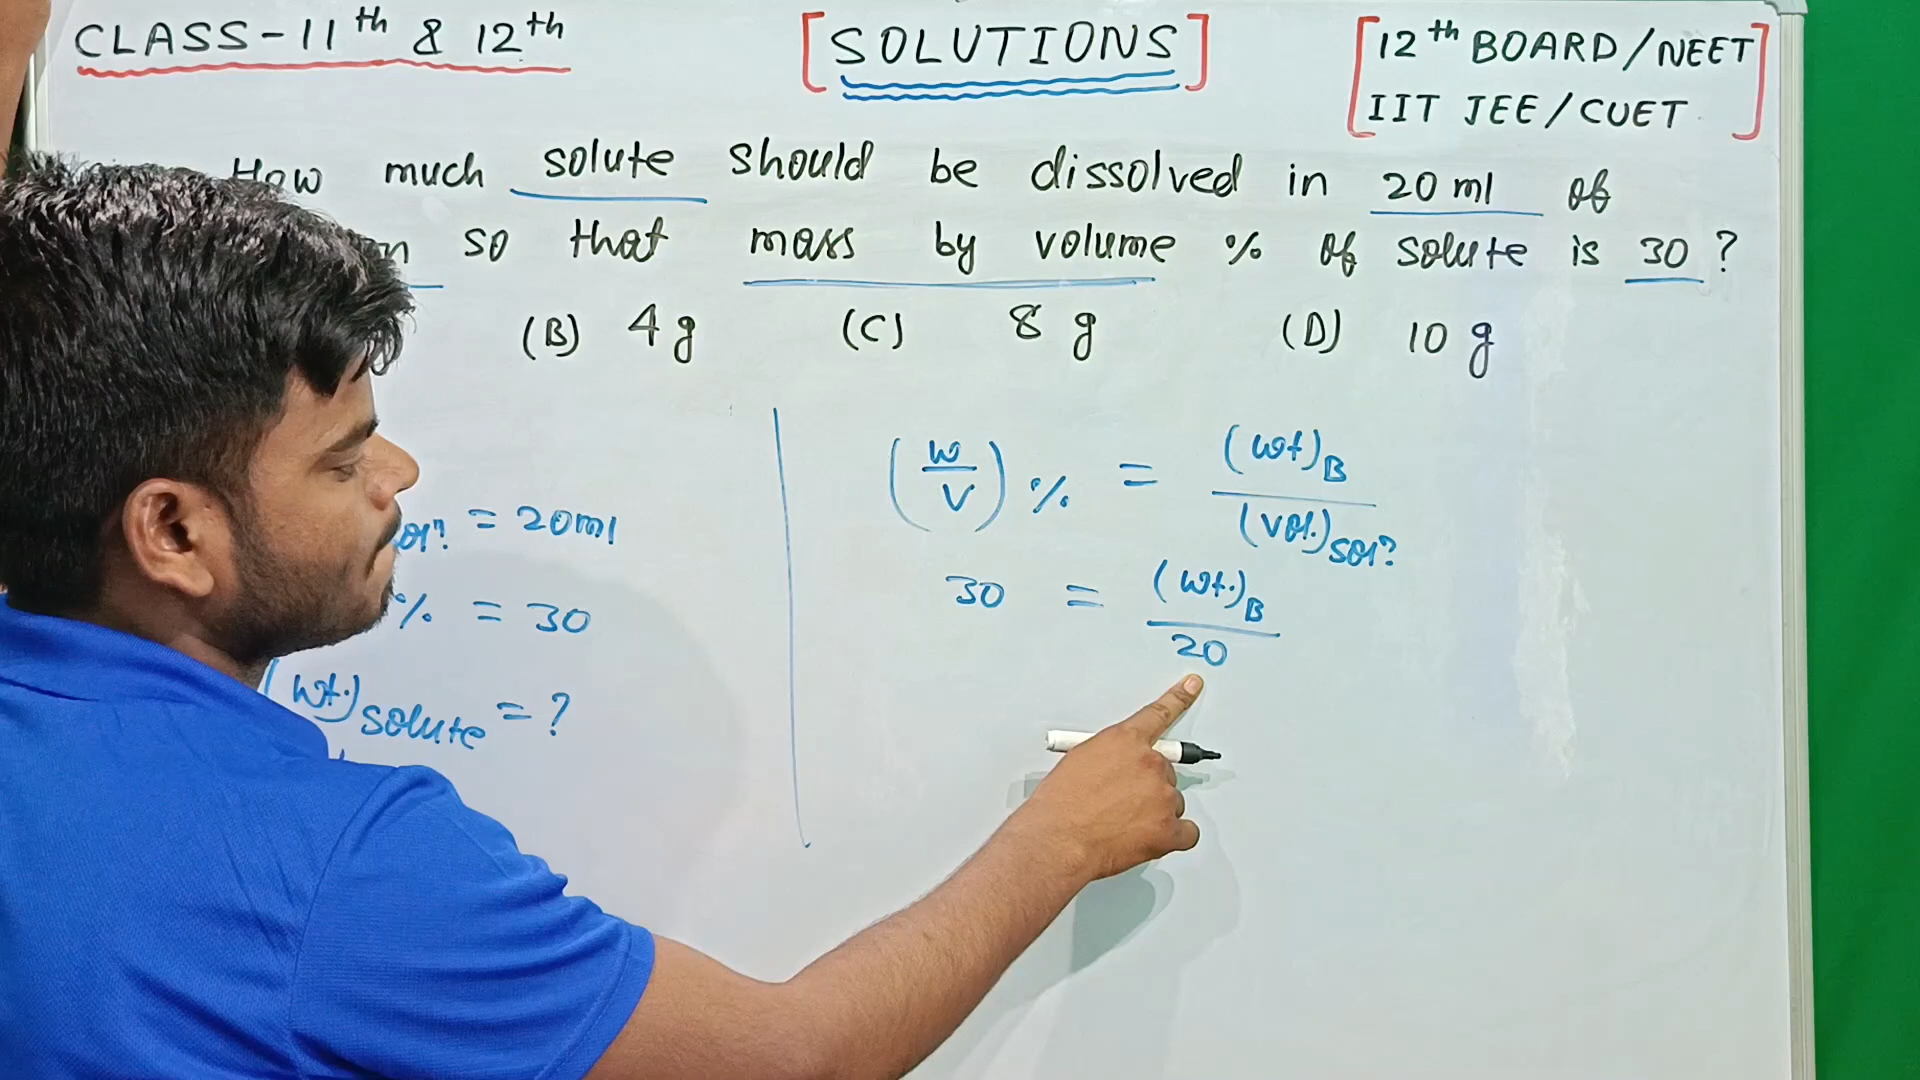 CLASS-11th & 12th
[SOLUTIONS]
[12th BOARD/NEET
IIT JEE/CUET]
How much solute should be dissolved in 20 ml of
so that mass by volume % of solute is 30 ?
(B) 4 g (C) 8 g (D) 10 g
= 20ml
% = 30
(wt.)solute = ?
(w/v)% = (wt)B/(vol.)solⁿ
30 = (wt.)B/20